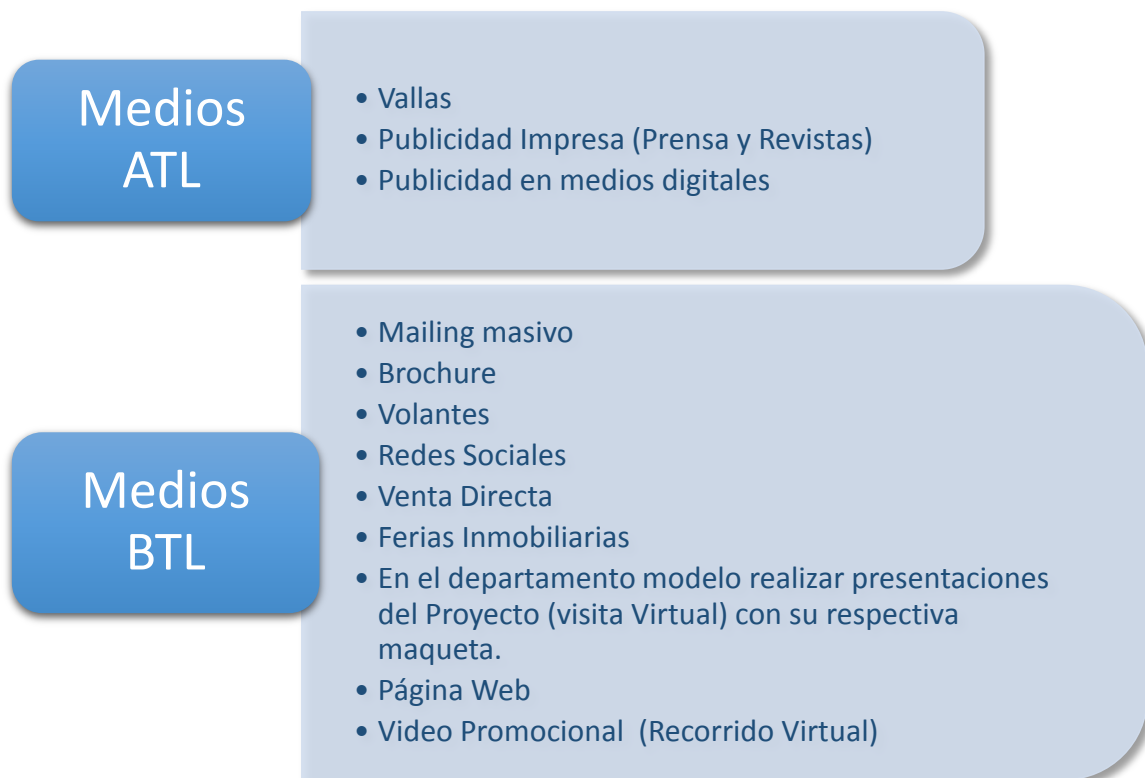 Medios
ATL
• Vallas
• Publicidad Impresa (Prensa y Revistas)
• Publicidad en medios digitales
Medios
BTL
• Mailing masivo
• Brochure
• Volantes
• Redes Sociales
• Venta Directa
• Ferias Inmobiliarias
• En el departamento modelo realizar presentaciones
del Proyecto (visita Virtual) con su respectiva
maqueta.
• Página Web
• Video Promocional  (Recorrido Virtual)